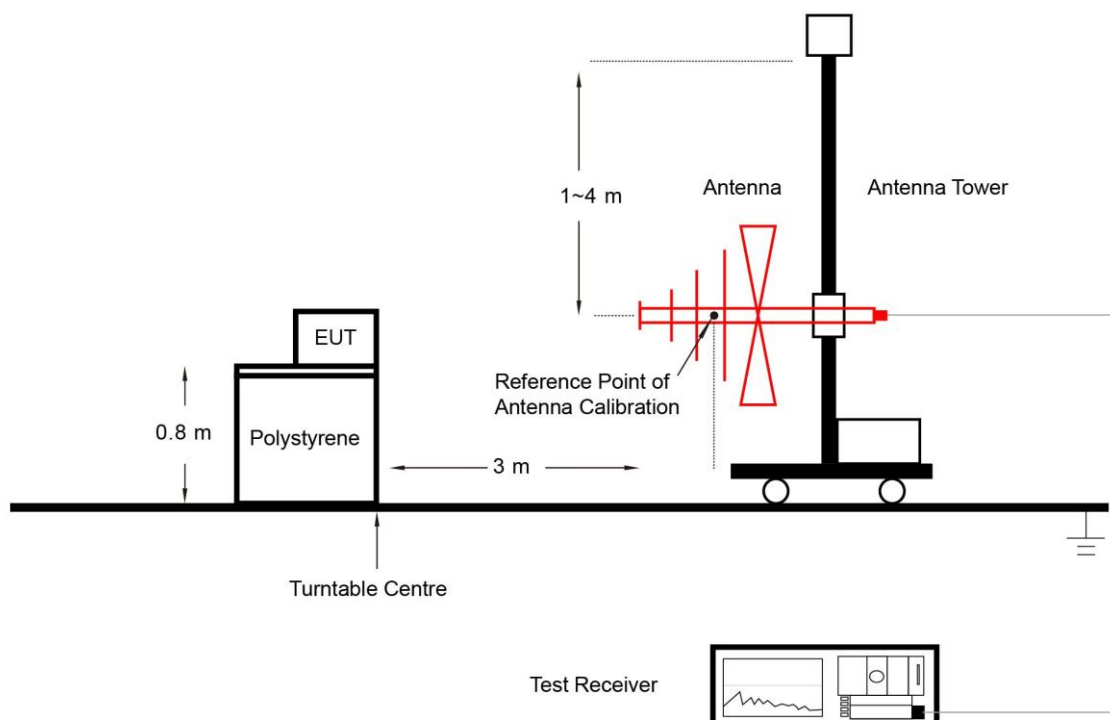 Antenna
Antenna Tower
1~4 m
EUT
Reference Point of
Antenna Calibration
0.8 m
Polystyrene
3 m
Turntable Centre
Test Receiver